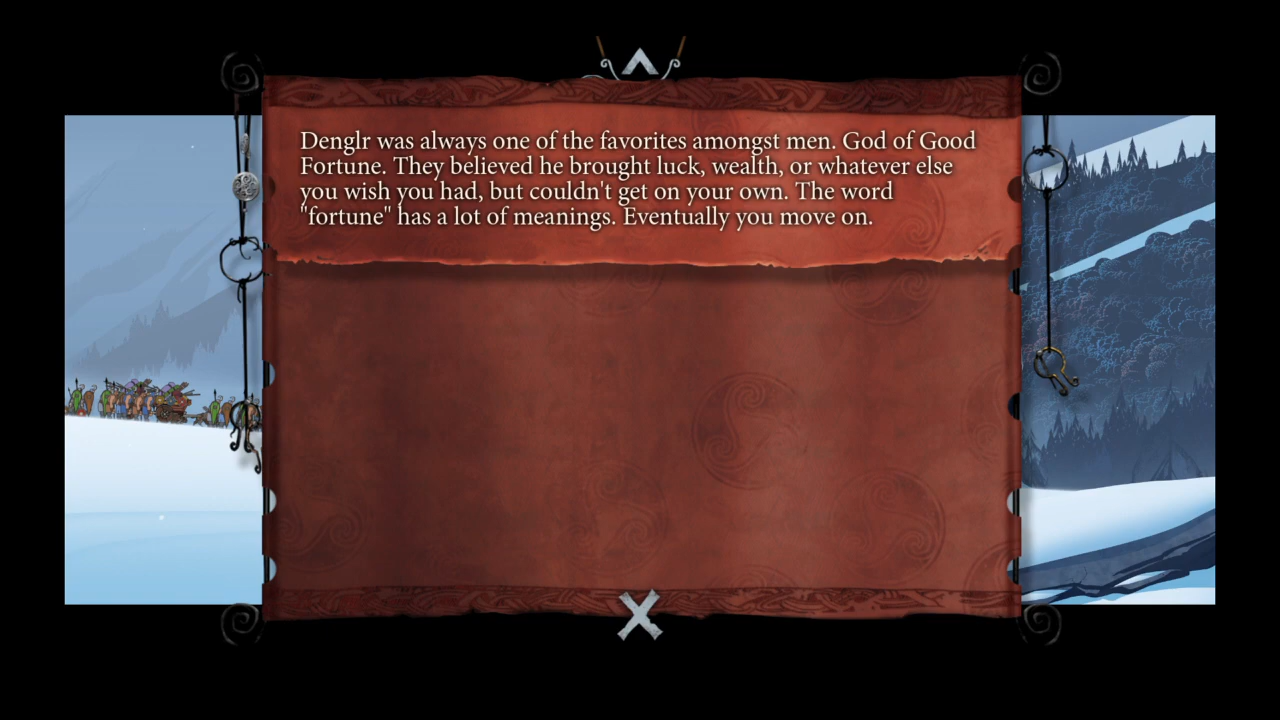 Denglr was always one of the favorites amongst men. God of Good
Fortune. They believed he brought luck, wealth, or whatever else
you wish you had, but couldn't get on your own. The word
"fortune" has a lot of meanings. Eventually you move on.